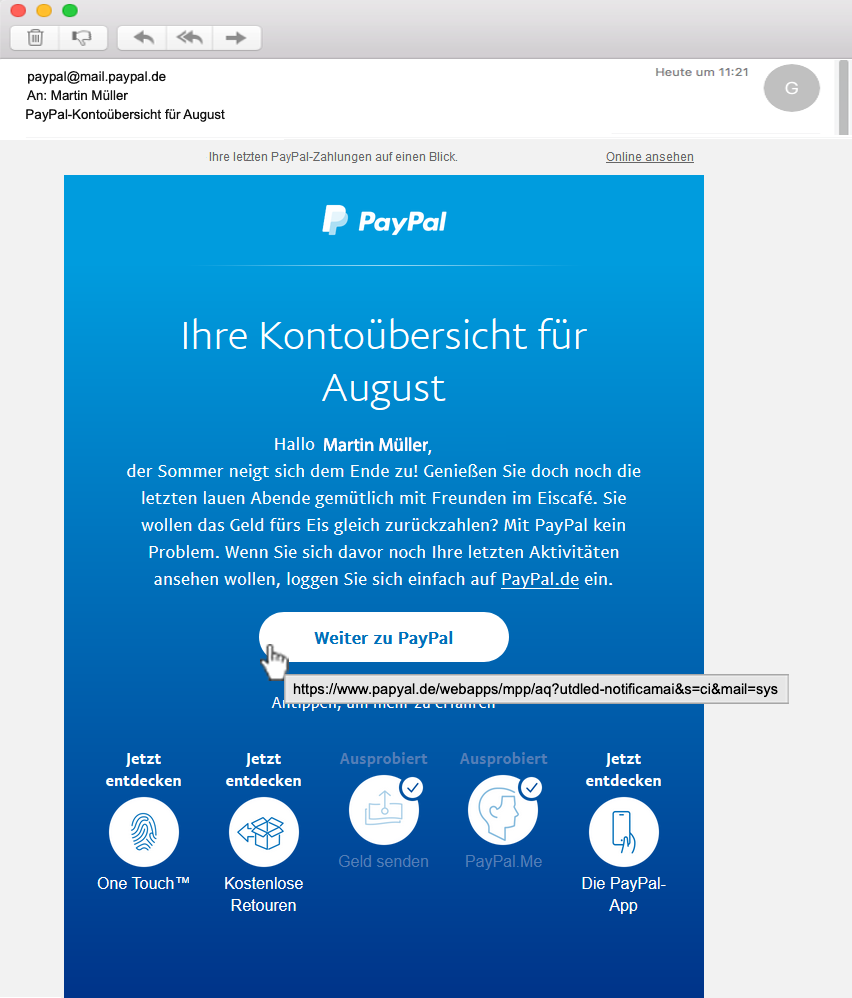 paypal@mail.paypal.de
Heute um 11:21
G
An: Martin Müller
PayPal-Kontoübersicht für August
Ihre letzten PayPal-Zahlungen auf einen Blick.
Online ansehen
PayPal
Ihre Kontoübersicht für
August
Hallo Martin Müller,
der Sommer neigt sich dem Ende zu! Genießen Sie doch noch die
letzten lauen Abende gemütlich mit Freunden im Eiscafé. Sie
wollen das Geld fürs Eis gleich zurückzahlen? Mit PayPal kein
Problem. Wenn Sie sich davor noch Ihre letzten Aktivitäten
ansehen wollen, loggen Sie sich einfach auf PayPal.de ein.
Weiter zu PayPal
https://www.papyal.de/webapps/mpp/aq?utdled-notificamai&s=ci&mail=sys
Antippen, um mehr zu erfahren
Jetzt
entdecken
One Touch™
Jetzt
entdecken
Kostenlose
Retouren
Ausprobiert
Geld senden
Ausprobiert
PayPal.Me
Jetzt
entdecken
Die PayPal-
App